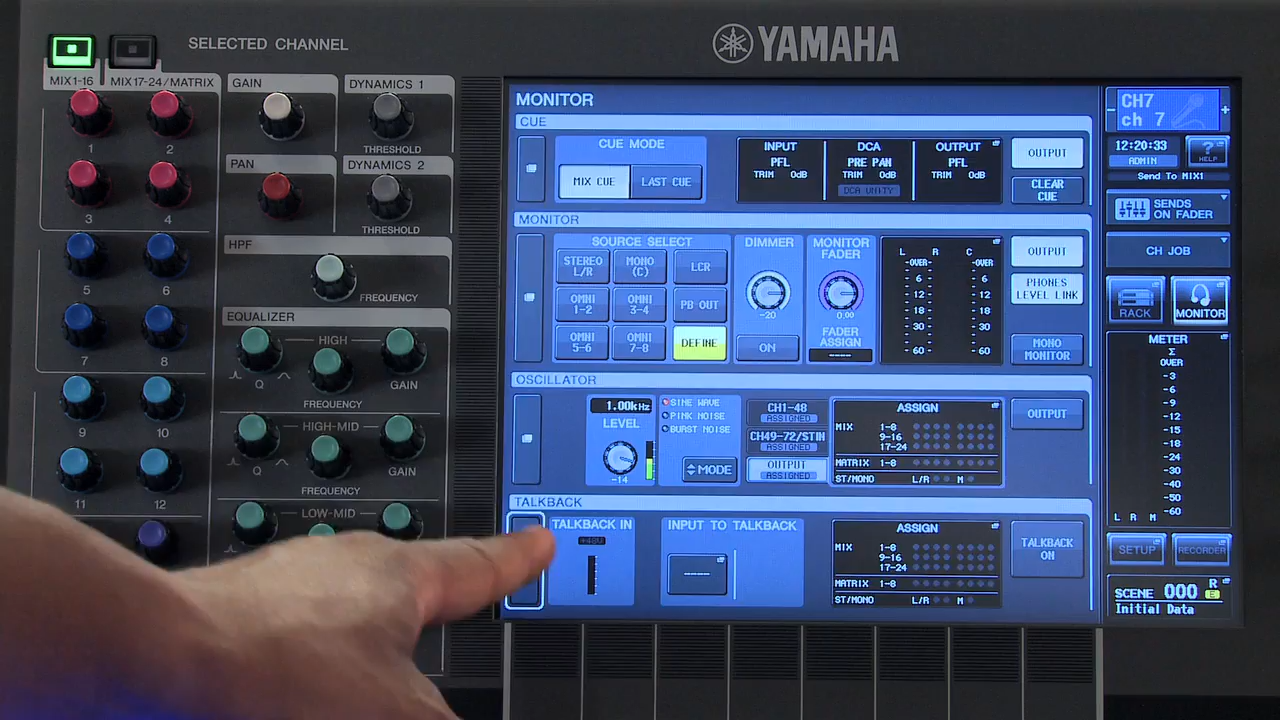 SELECTED CHANNEL
YAMAHA
MIX1-16
MIX17-24/MATRIX
GAIN
DYNAMICS 1
1
2
THRESHOLD
PAN
DYNAMICS 2
3
4
THRESHOLD
HPF
5
6
FREQUENCY
EQUALIZER
HIGH
7
8
Q
GAIN
FREQUENCY
HIGH-MID
9
10
Q
GAIN
FREQUENCY
11
12
LOW-MID
MONITOR
CUE
CUE MODE
MIX CUE
LAST CUE
INPUT
PFL
TRIM 0dB
DCA
PRE PAN
TRIM 0dB
DCA UNITY
OUTPUT
PFL
TRIM 0dB
OUTPUT
CLEAR
CUE
MONITOR
SOURCE SELECT
STEREO
L/R
MONO
(C)
LCR
OMNI
1-2
OMNI
3-4
PB OUT
OMNI
5-6
OMNI
7-8
DEFINE
DIMMER
-20
ON
MONITOR
FADER
0.00
FADER
ASSIGN
----
L R C
-OVER- -OVER-
6 6
12 12
18 18
30 30
-60 -60
OUTPUT
PHONES
LEVEL LINK
MONO
MONITOR
OSCILLATOR
1.00kHz
LEVEL
-14
SINE WAVE
PINK NOISE
BURST NOISE
MODE
CH1-48
ASSIGNED
CH49-72/STIN
ASSIGNED
OUTPUT
ASSIGNED
ASSIGN
MIX 1-8
9-16
17-24
MATRIX 1-8
ST/MONO L/R M
OUTPUT
TALKBACK
TALKBACK IN
+48V
INPUT TO TALKBACK
-----
ASSIGN
MIX 1-8
9-16
17-24
MATRIX 1-8
ST/MONO L/R M
TALKBACK
ON
CH7
ch 7
- +
12:20:33
ADMIN
?
HELP
Send To MIX1
SENDS
ON FADER
CH JOB
RACK
MONITOR
METER
Σ
OVER
-3
-6
-9
-12
-15
-18
-24
-30
-40
-50
-60
L R M
SETUP
RECORDER
SCENE 000 R
E
Initial Data